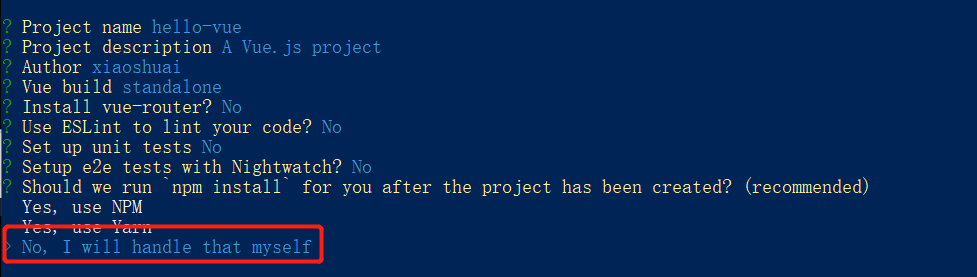 ? Project name hello-vue
? Project description A Vue.js project
? Author xiaoshuai
? Vue build standalone
? Install vue-router? No
? Use ESLint to lint your code? No
? Set up unit tests No
? Setup e2e tests with Nightwatch? No
? Should we run `npm install` for you after the project has been created? (recommended)
Yes, use NPM
Yes, use Yarn
> No, I will handle that myself